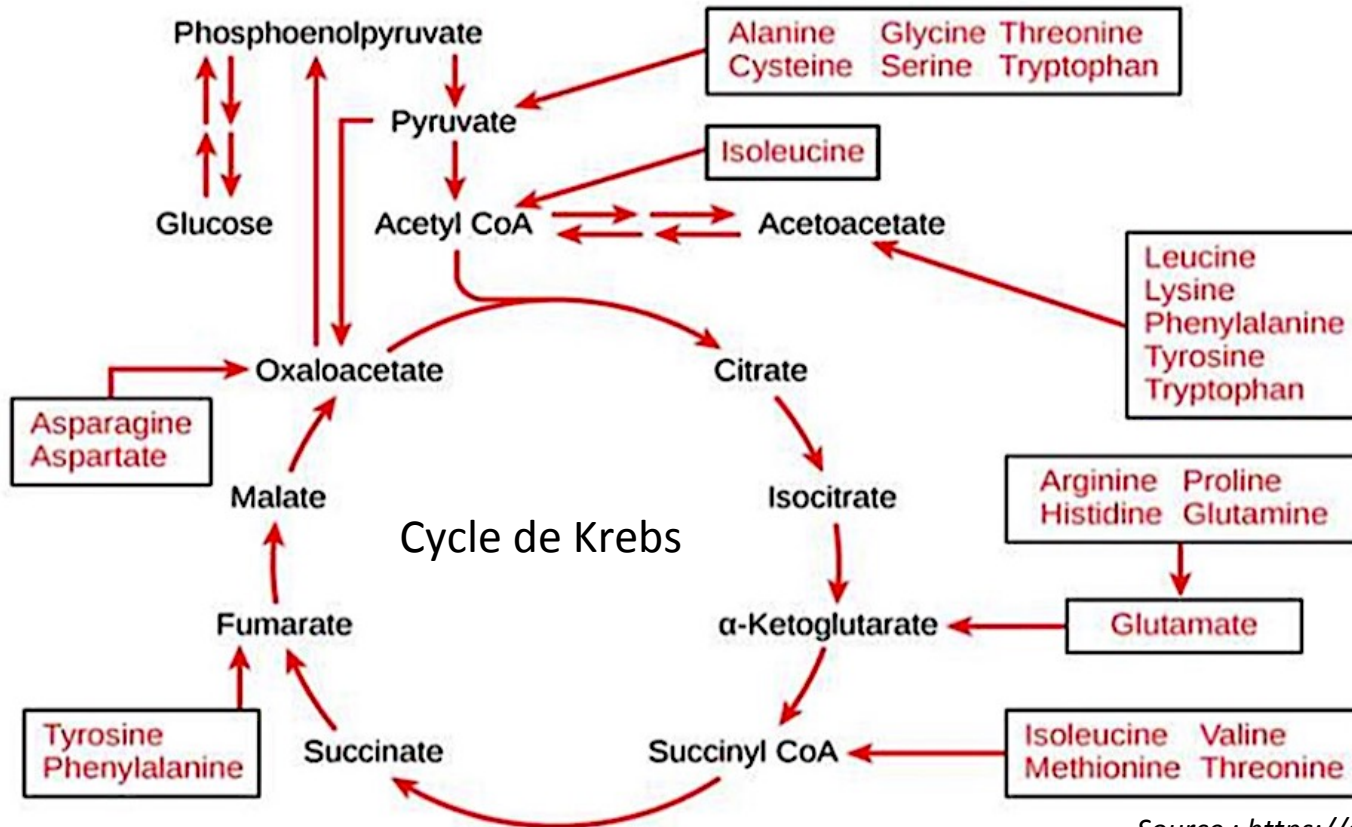 Phosphoenolpyruvate
Alanine Glycine Threonine
Cysteine Serine Tryptophan
Pyruvate
Isoleucine
Glucose
Acetyl CoA
Acetoacetate
Leucine
Lysine
Phenylalanine
Tyrosine
Tryptophan
Oxaloacetate
Citrate
Asparagine
Aspartate
Malate
Isocitrate
Arginine Proline
Histidine Glutamine
Cycle de Krebs
Fumarate
α-Ketoglutarate
Glutamate
Tyrosine
Phenylalanine
Succinate
Succinyl CoA
Isoleucine Valine
Methionine Threonine